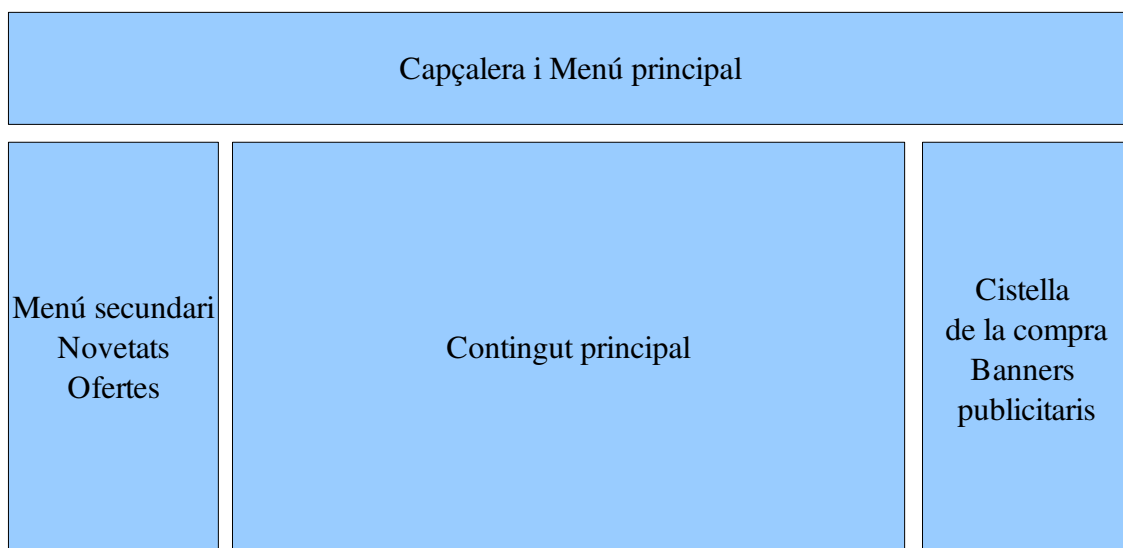 Capçalera i Menú principal
Menú secundari
Novetats
Ofertes
Contingut principal
Cistella
de la compra
Banners
publicitaris